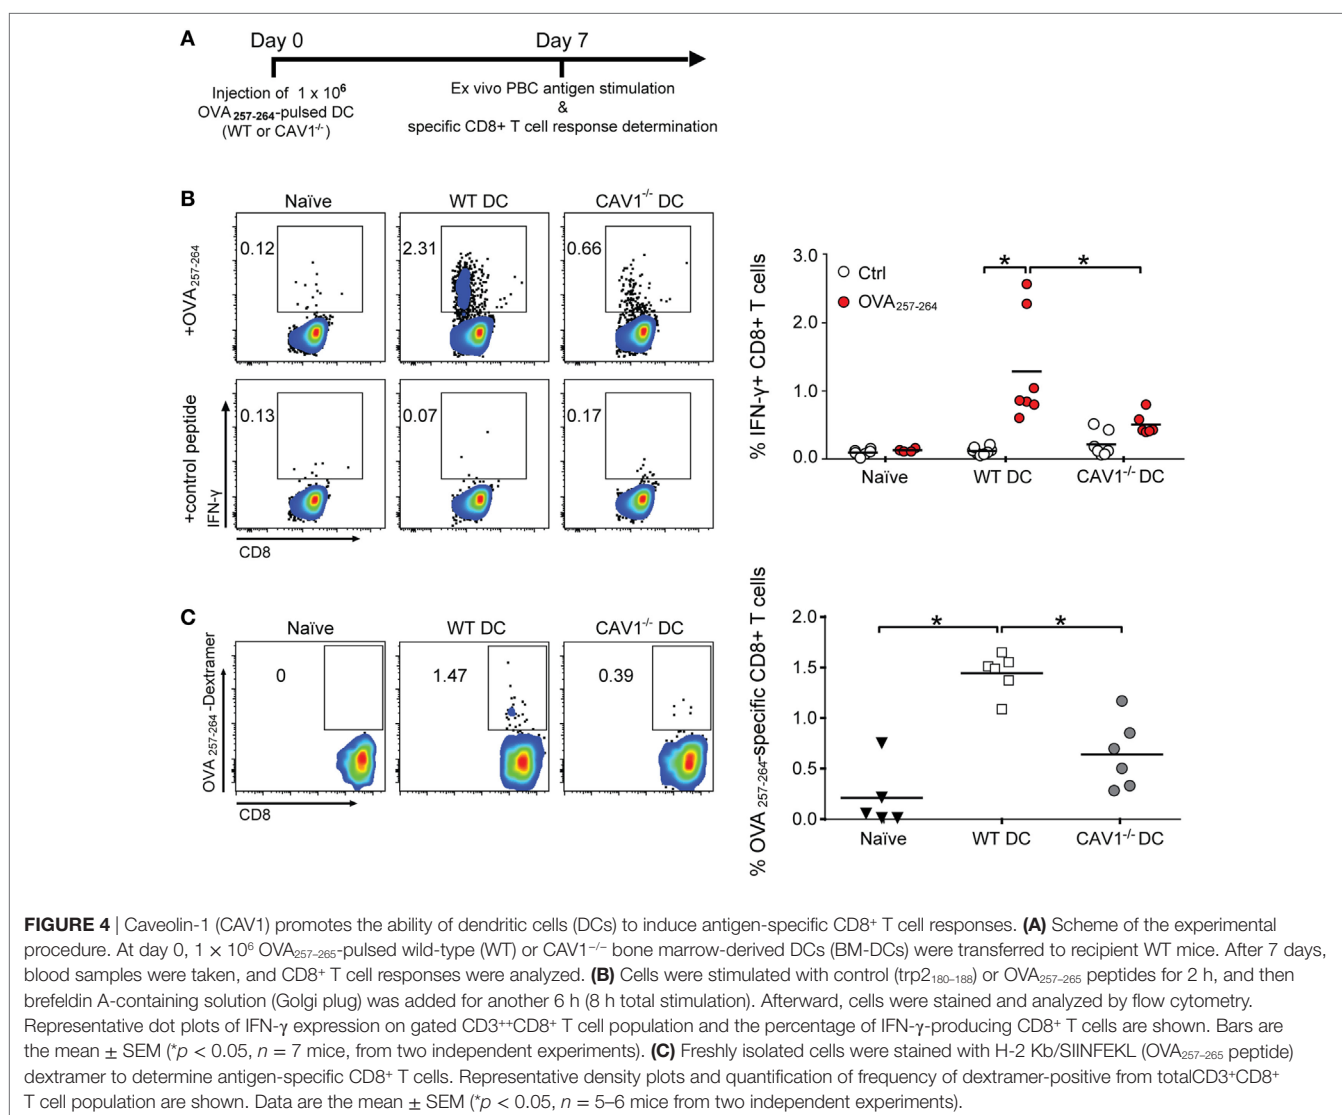 A
Day 0
Day 7
Injection of 1 x 10⁶
OVA₂₅₇₋₂₆₄-pulsed DC
(WT or CAV1⁻/⁻)
Ex vivo PBC antigen stimulation
&
specific CD8+ T cell response determination
B
Naïve
WT DC
CAV1⁻/⁻ DC
+OVA₂₅₇₋₂₆₄
0.12
2.31
0.66
+control peptide
IFN-γ
0.13
0.07
0.17
CD8
% IFN-γ+ CD8+ T cells
3.0
2.0
1.0
0.0
Ctrl
OVA₂₅₇₋₂₆₄
*
*
Naïve
WT DC
CAV1⁻/⁻ DC
C
Naïve
WT DC
CAV1⁻/⁻ DC
OVA₂₅₇₋₂₆₄-Dextramer
0
1.47
0.39
CD8
% OVA ₂₅₇₋₂₆₄-specific CD8+ T cells
2.0
1.5
1.0
0.5
0.0
*
*
Naïve
WT DC
CAV1⁻/⁻ DC
FIGURE 4 | Caveolin-1 (CAV1) promotes the ability of dendritic cells (DCs) to induce antigen-specific CD8⁺ T cell responses. (A) Scheme of the experimental
procedure. At day 0, 1 × 10⁶ OVA₂₅₇₋₂₆₅-pulsed wild-type (WT) or CAV1⁻/⁻ bone marrow-derived DCs (BM-DCs) were transferred to recipient WT mice. After 7 days,
blood samples were taken, and CD8⁺ T cell responses were analyzed. (B) Cells were stimulated with control (trp2₁₈₀₋₁₈₈) or OVA₂₅₇₋₂₆₅ peptides for 2 h, and then
brefeldin A-containing solution (Golgi plug) was added for another 6 h (8 h total stimulation). Afterward, cells were stained and analyzed by flow cytometry.
Representative dot plots of IFN-γ expression on gated CD3⁺⁺CD8⁺ T cell population and the percentage of IFN-γ-producing CD8⁺ T cells are shown. Bars are
the mean ± SEM (*p < 0.05, n = 7 mice, from two independent experiments). (C) Freshly isolated cells were stained with H-2 Kb/SIINFEKL (OVA₂₅₇₋₂₆₅ peptide)
dextramer to determine antigen-specific CD8⁺ T cells. Representative density plots and quantification of frequency of dextramer-positive from totalCD3⁺CD8⁺
T cell population are shown. Data are the mean ± SEM (*p < 0.05, n = 5–6 mice from two independent experiments).